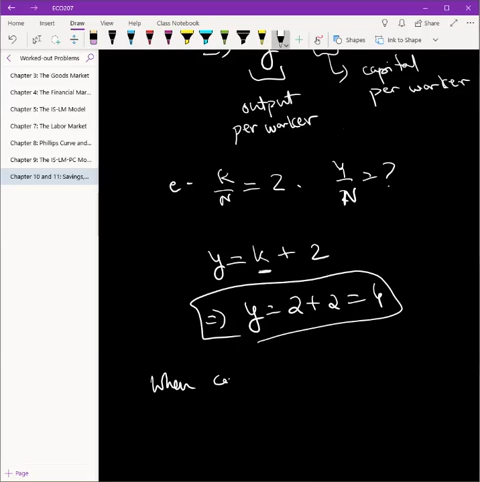 ECO207
File Home Insert Draw View History Class Notebook Share
Shapes Ink to Shape
Worked-out Problems
Chapter 3: The Goods Market
Chapter 4: The Financial Mar...
Chapter 5: The IS-LM Model
Chapter 7: The Labor Market
Chapter 8: Phillips Curve and...
Chapter 9: The IS-LM-PC Mo...
Chapter 10 and 11: Savings,...
+ Page
capital
per worker
output
per worker
e- K/N = 2. Y/N = ?
y = k + 2
=> y = 2 + 2 = 4
When ca